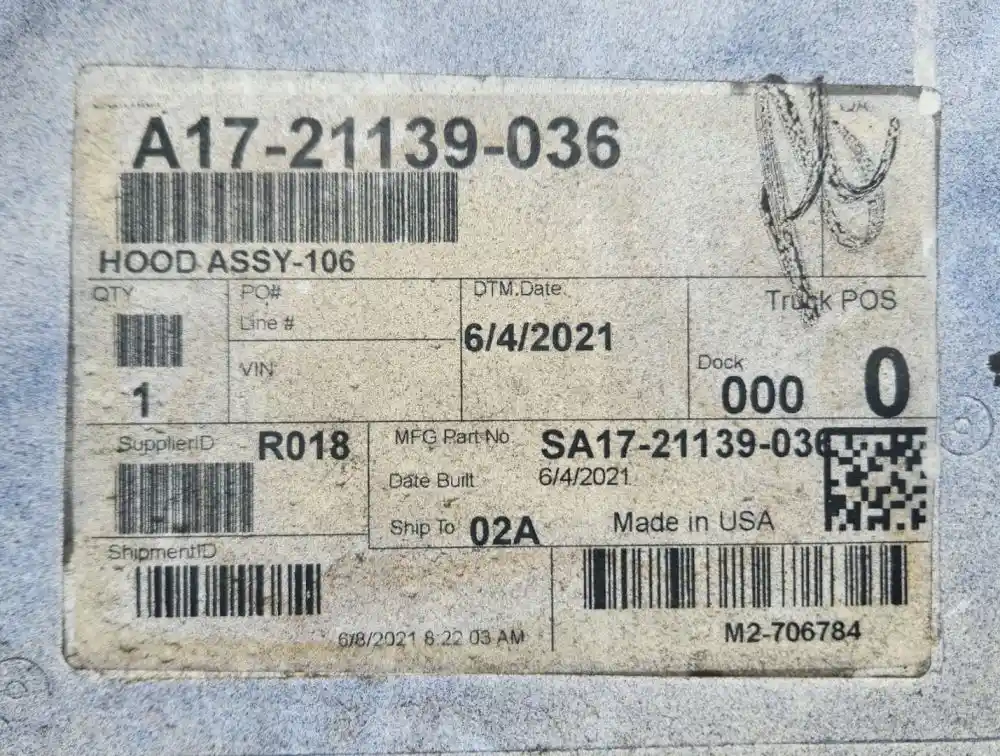 A17-21139-036
HOOD ASSY-106
QTY
1
PO#
Line #
VIN
DTM.Date
6/4/2021
Truck POS
Dock
000
0
SupplierID
R018
MFG Part No
SA17-21139-036
Date Built
6/4/2021
Ship To
02A
Made in USA
ShipmentID
6/8/2021 8:22:03 AM
M2-706784